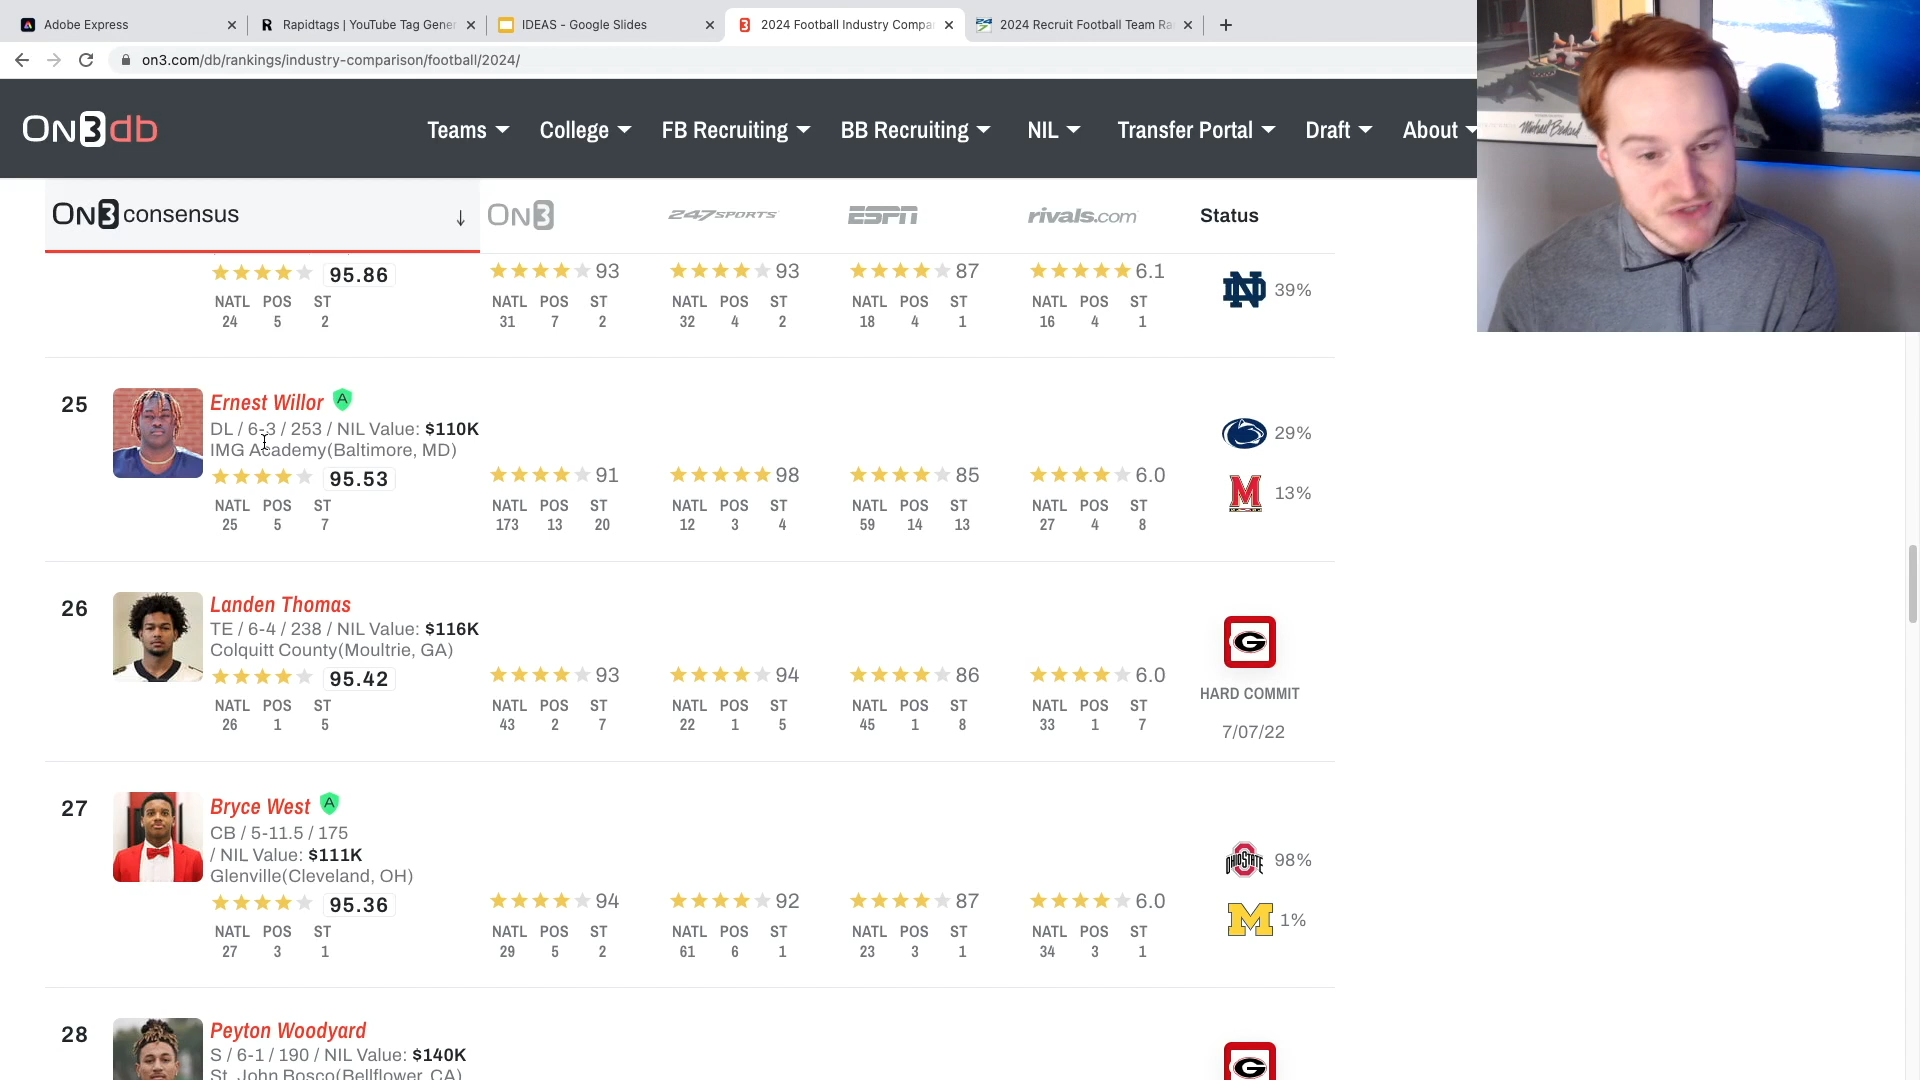 Adobe Express
Rapidtags | YouTube Tag Gener
IDEAS - Google Slides
2024 Football Industry Compa
2024 Recruit Football Team Ra
on3.com/db/rankings/industry-comparison/football/2024/
ON3db
Teams College FB Recruiting BB Recruiting NIL Transfer Portal Draft About
ON3 consensus ON3 247SPORTS ESPN rivals.com Status
95.86 93 93 87 6.1
39%
NATL POS ST NATL POS ST NATL POS ST NATL POS ST NATL POS ST
24 5 2 31 7 2 32 4 2 18 4 1 16 4 1
25 Ernest Willor A
DL / 6-3 / 253 / NIL Value: $110K
29%
IMG Academy(Baltimore, MD)
95.53 91 98 85 6.0
13%
NATL POS ST NATL POS ST NATL POS ST NATL POS ST NATL POS ST
25 5 7 173 13 20 12 3 4 59 14 13 27 4 8
26 Landen Thomas
TE / 6-4 / 238 / NIL Value: $116K
G
Colquitt County(Moultrie, GA)
95.42 93 94 86 6.0
HARD COMMIT
NATL POS ST NATL POS ST NATL POS ST NATL POS ST NATL POS ST
26 1 5 43 2 7 22 1 5 45 1 8 33 1 7
7/07/22
27 Bryce West A
CB / 5-11.5 / 175
/ NIL Value: $111K
OHIO STATE 98%
Glenville(Cleveland, OH)
95.36 94 92 87 6.0
M 1%
NATL POS ST NATL POS ST NATL POS ST NATL POS ST NATL POS ST
27 3 1 29 5 2 61 6 1 23 3 1 34 3 1
28 Peyton Woodyard
S / 6-1 / 190 / NIL Value: $140K
G
St. John Bosco(Bellflower, CA)